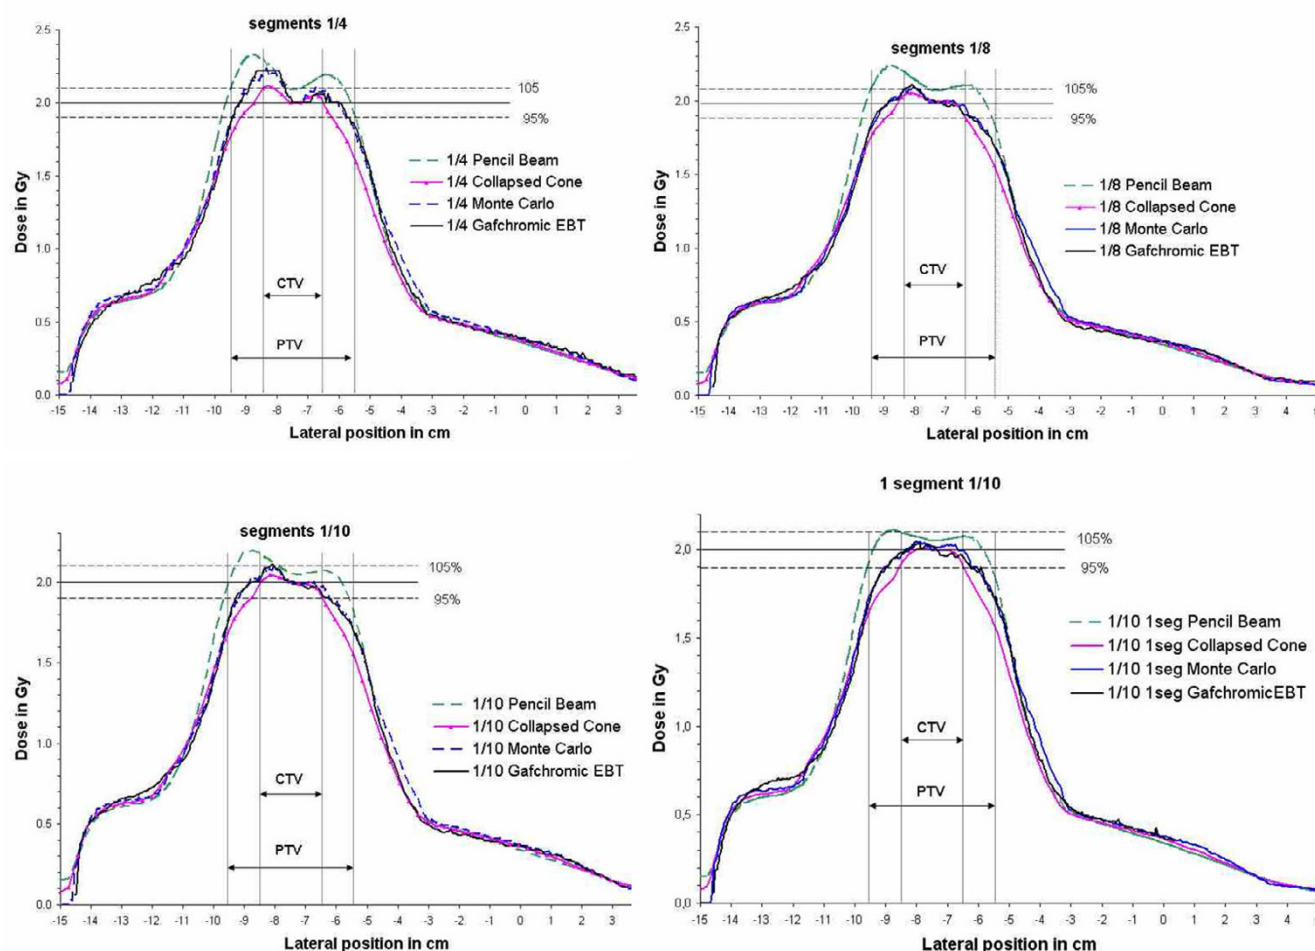 segments 1/4
2.5
2.0
1.5
1.0
0.5
0.0
105
95%
1/4 Pencil Beam
1/4 Collapsed Cone
1/4 Monte Carlo
1/4 Gafchromic EBT
CTV
PTV
Dose in Gy
-15 -14 -13 -12 -11 -10 -9 -8 -7 -6 -5 -4 -3 -2 -1 0 1 2 3
Lateral position in cm
segments 1/8
2.5
2.0
1.5
1.0
0.5
0.0
105%
95%
1/8 Pencil Beam
1/8 Collapsed Cone
1/8 Monte Carlo
1/8 Gafchromic EBT
CTV
PTV
Dose in Gy
-15 -14 -13 -12 -11 -10 -9 -8 -7 -6 -5 -4 -3 -2 -1 0 1 2 3 4
Lateral position in cm
segments 1/10
2.0
1.5
1.0
0.5
0.0
105%
95%
1/10 Pencil Beam
1/10 Collapsed Cone
1/10 Monte Carlo
1/10 Gafchromic EBT
CTV
PTV
Dose in Gy
-15 -14 -13 -12 -11 -10 -9 -8 -7 -6 -5 -4 -3 -2 -1 0 1 2 3
Lateral position in cm
1 segment 1/10
2,0
1,5
1,0
0,5
0,0
105%
95%
1/10 1seg Pencil Beam
1/10 1seg Collapsed Cone
1/10 1seg Monte Carlo
1/10 1seg GafchromicEBT
CTV
PTV
Dose in Gy
-15 -14 -13 -12 -11 -10 -9 -8 -7 -6 -5 -4 -3 -2 -1 0 1 2 3 4
Lateral position in cm